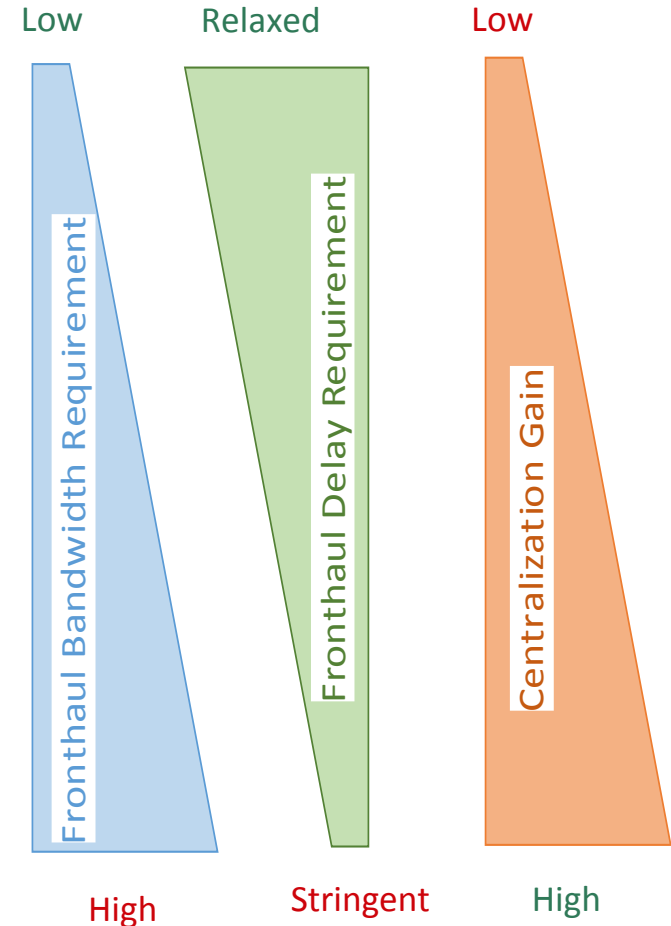 Low
Relaxed
Low
Fronthaul Bandwidth Requirement
Fronthaul Delay Requirement
Centralization Gain
High
Stringent
High